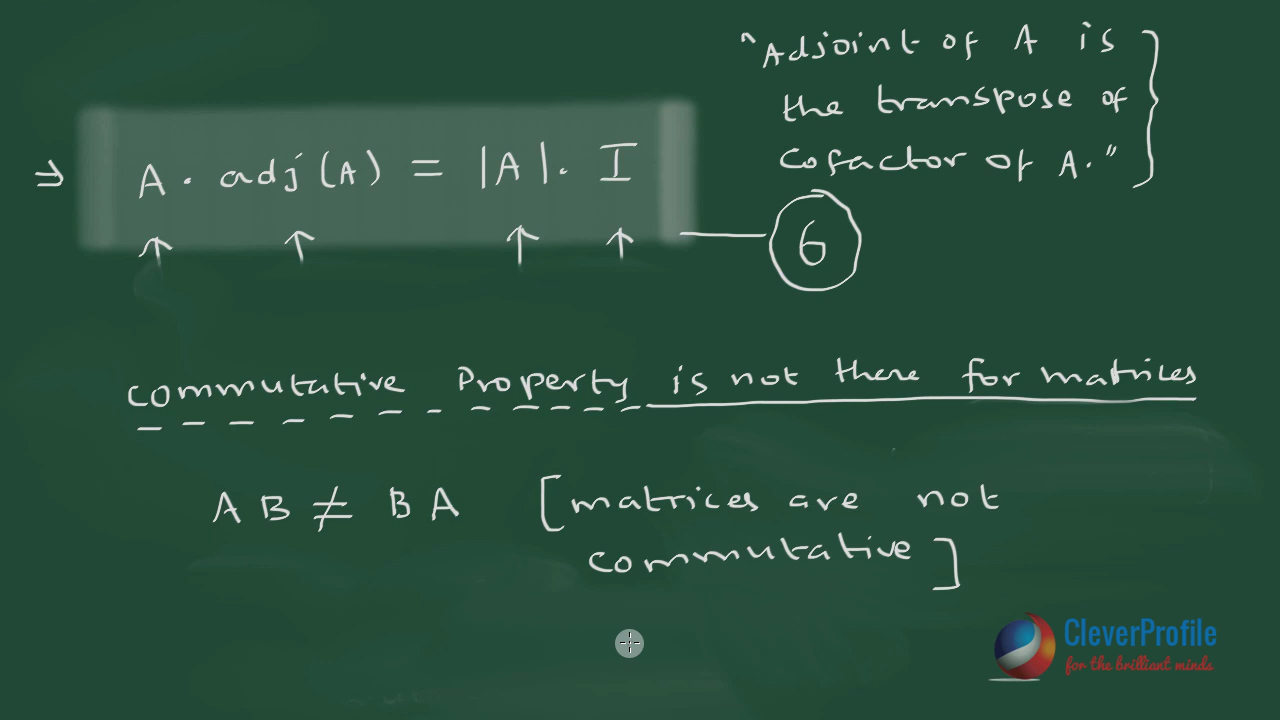 "Adjoint of A is
the transpose of
cofactor of A."
⇒ A . adj(A) = |A| . I
↑ ↑ ↑ ↑
6
commutative Property is not there for matrices
AB ≠ BA [matrices are not
commutative]
CleverProfile
for the brilliant minds